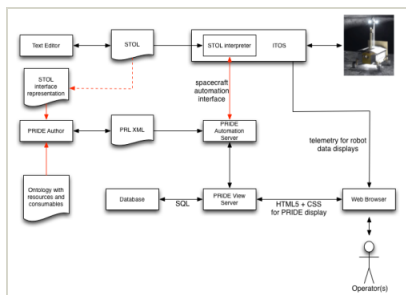 Text Editor
STOL
STOL interpreter
ITOS
STOL
interface
representation
spacecraft
automation
interface
PRIDE Author
PRL XML
PRIDE
Automation
Server
telemetry for robot
data displays
Ontology with
resources and
consumables
Database
SQL
PRIDE View
Server
HTML5 + CSS
for PRIDE display
Web Browser
Operator(s)